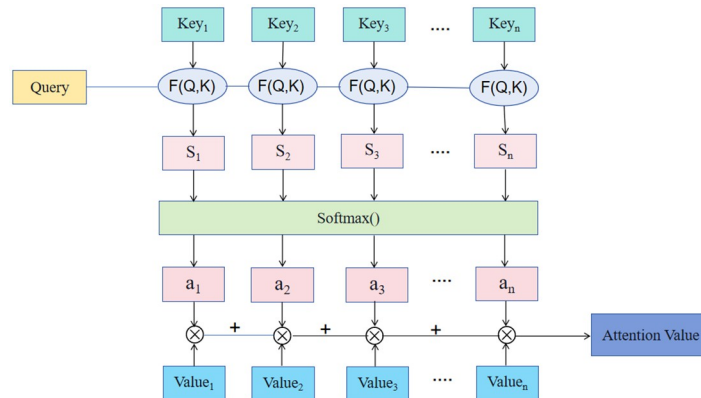 Key₁ Key₂ Key₃ .... Keyₙ
Query F(Q,K) F(Q,K) F(Q,K) F(Q,K)
S₁ S₂ S₃ .... Sₙ
Softmax()
a₁ a₂ a₃ .... aₙ
+ + +
Attention Value
Value₁ Value₂ Value₃ .... Valueₙ